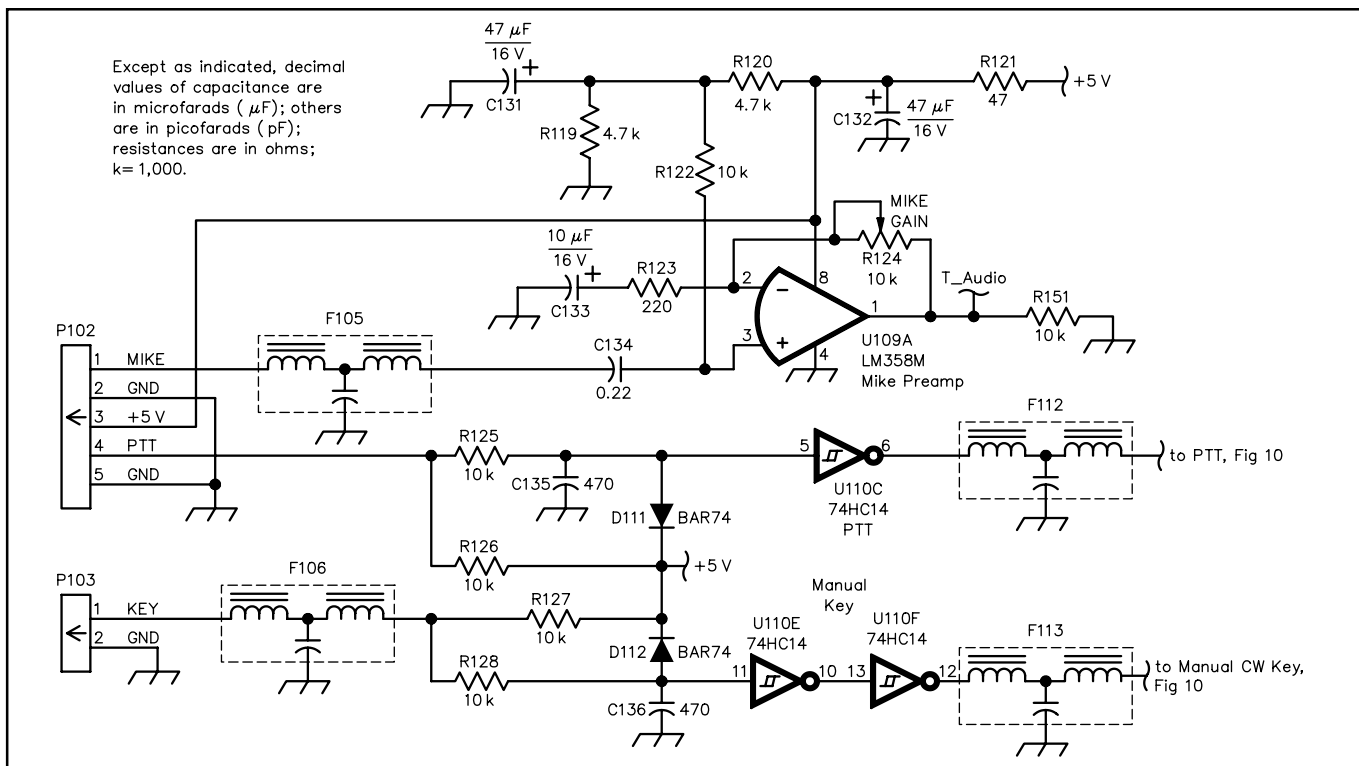 Except as indicated, decimal
values of capacitance are
in microfarads ( µF); others
are in picofarads ( pF);
resistances are in ohms;
k= 1,000.
47 µF
16 V
+
C131
R119
4.7 k
R120
4.7 k
R122
10 k
+
C132
47 µF
16 V
R121
47
+5 V
MIKE
GAIN
R124
10 k
10 µF
16 V
+
C133
R123
220
2
−
3
+
8
4
1
U109A
LM358M
Mike Preamp
T_Audio
R151
10 k
P102
1 MIKE
2 GND
3 +5 V
4 PTT
5 GND
F105
C134
0.22
R125
10 k
C135
470
D111
BAR74
R126
10 k
+5 V
5
6
U110C
74HC14
PTT
F112
to PTT, Fig 10
P103
1 KEY
2 GND
F106
R127
10 k
R128
10 k
D112
BAR74
C136
470
Manual
Key
U110E
74HC14
11
10
U110F
74HC14
13
12
F113
to Manual CW Key,
Fig 10